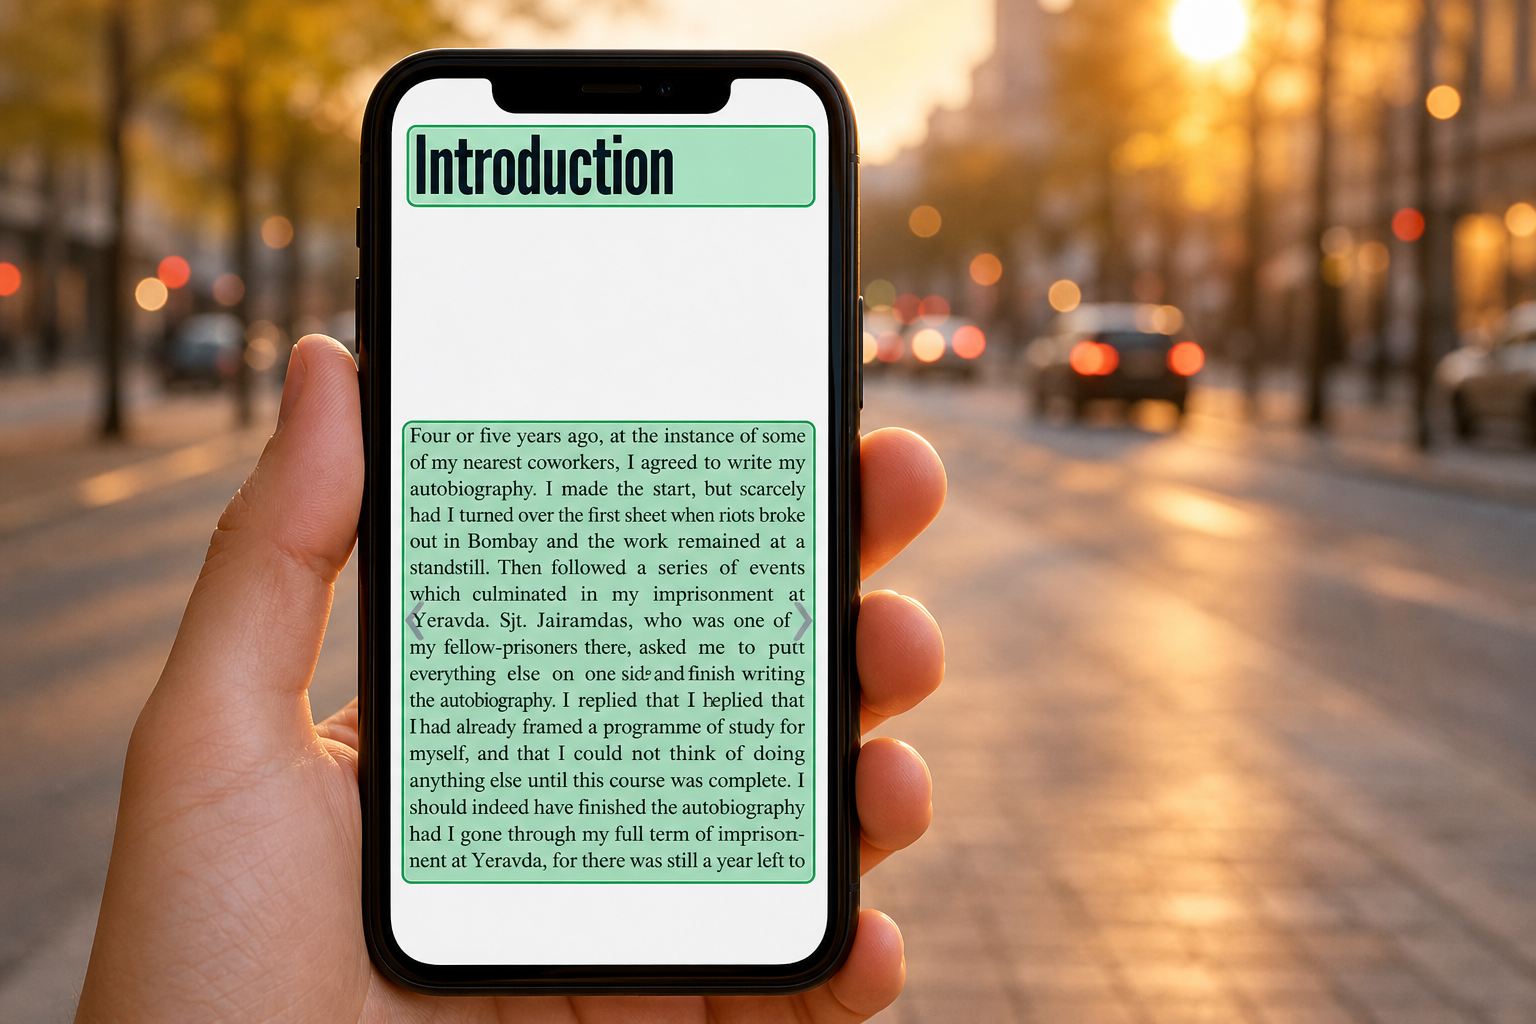 Introduction
Four or five years ago, at the instance of some
of my nearest coworkers, I agreed to write my
autobiography. I made the start, but scarcely
had I turned over the first sheet when riots broke
out in Bombay and the work remained at a
standstill. Then followed a series of events
which culminated in my imprisonment at
Yeravda. Sjt. Jairamdas, who was one of
my fellow-prisoners there, asked me to putt
everything else on one side and finish writing
the autobiography. I replied that I heplied that
I had already framed a programme of study for
myself, and that I could not think of doing
anything else until this course was complete. I
should indeed have finished the autobiography
had I gone through my full term of imprison-
nent at Yeravda, for there was still a year left to